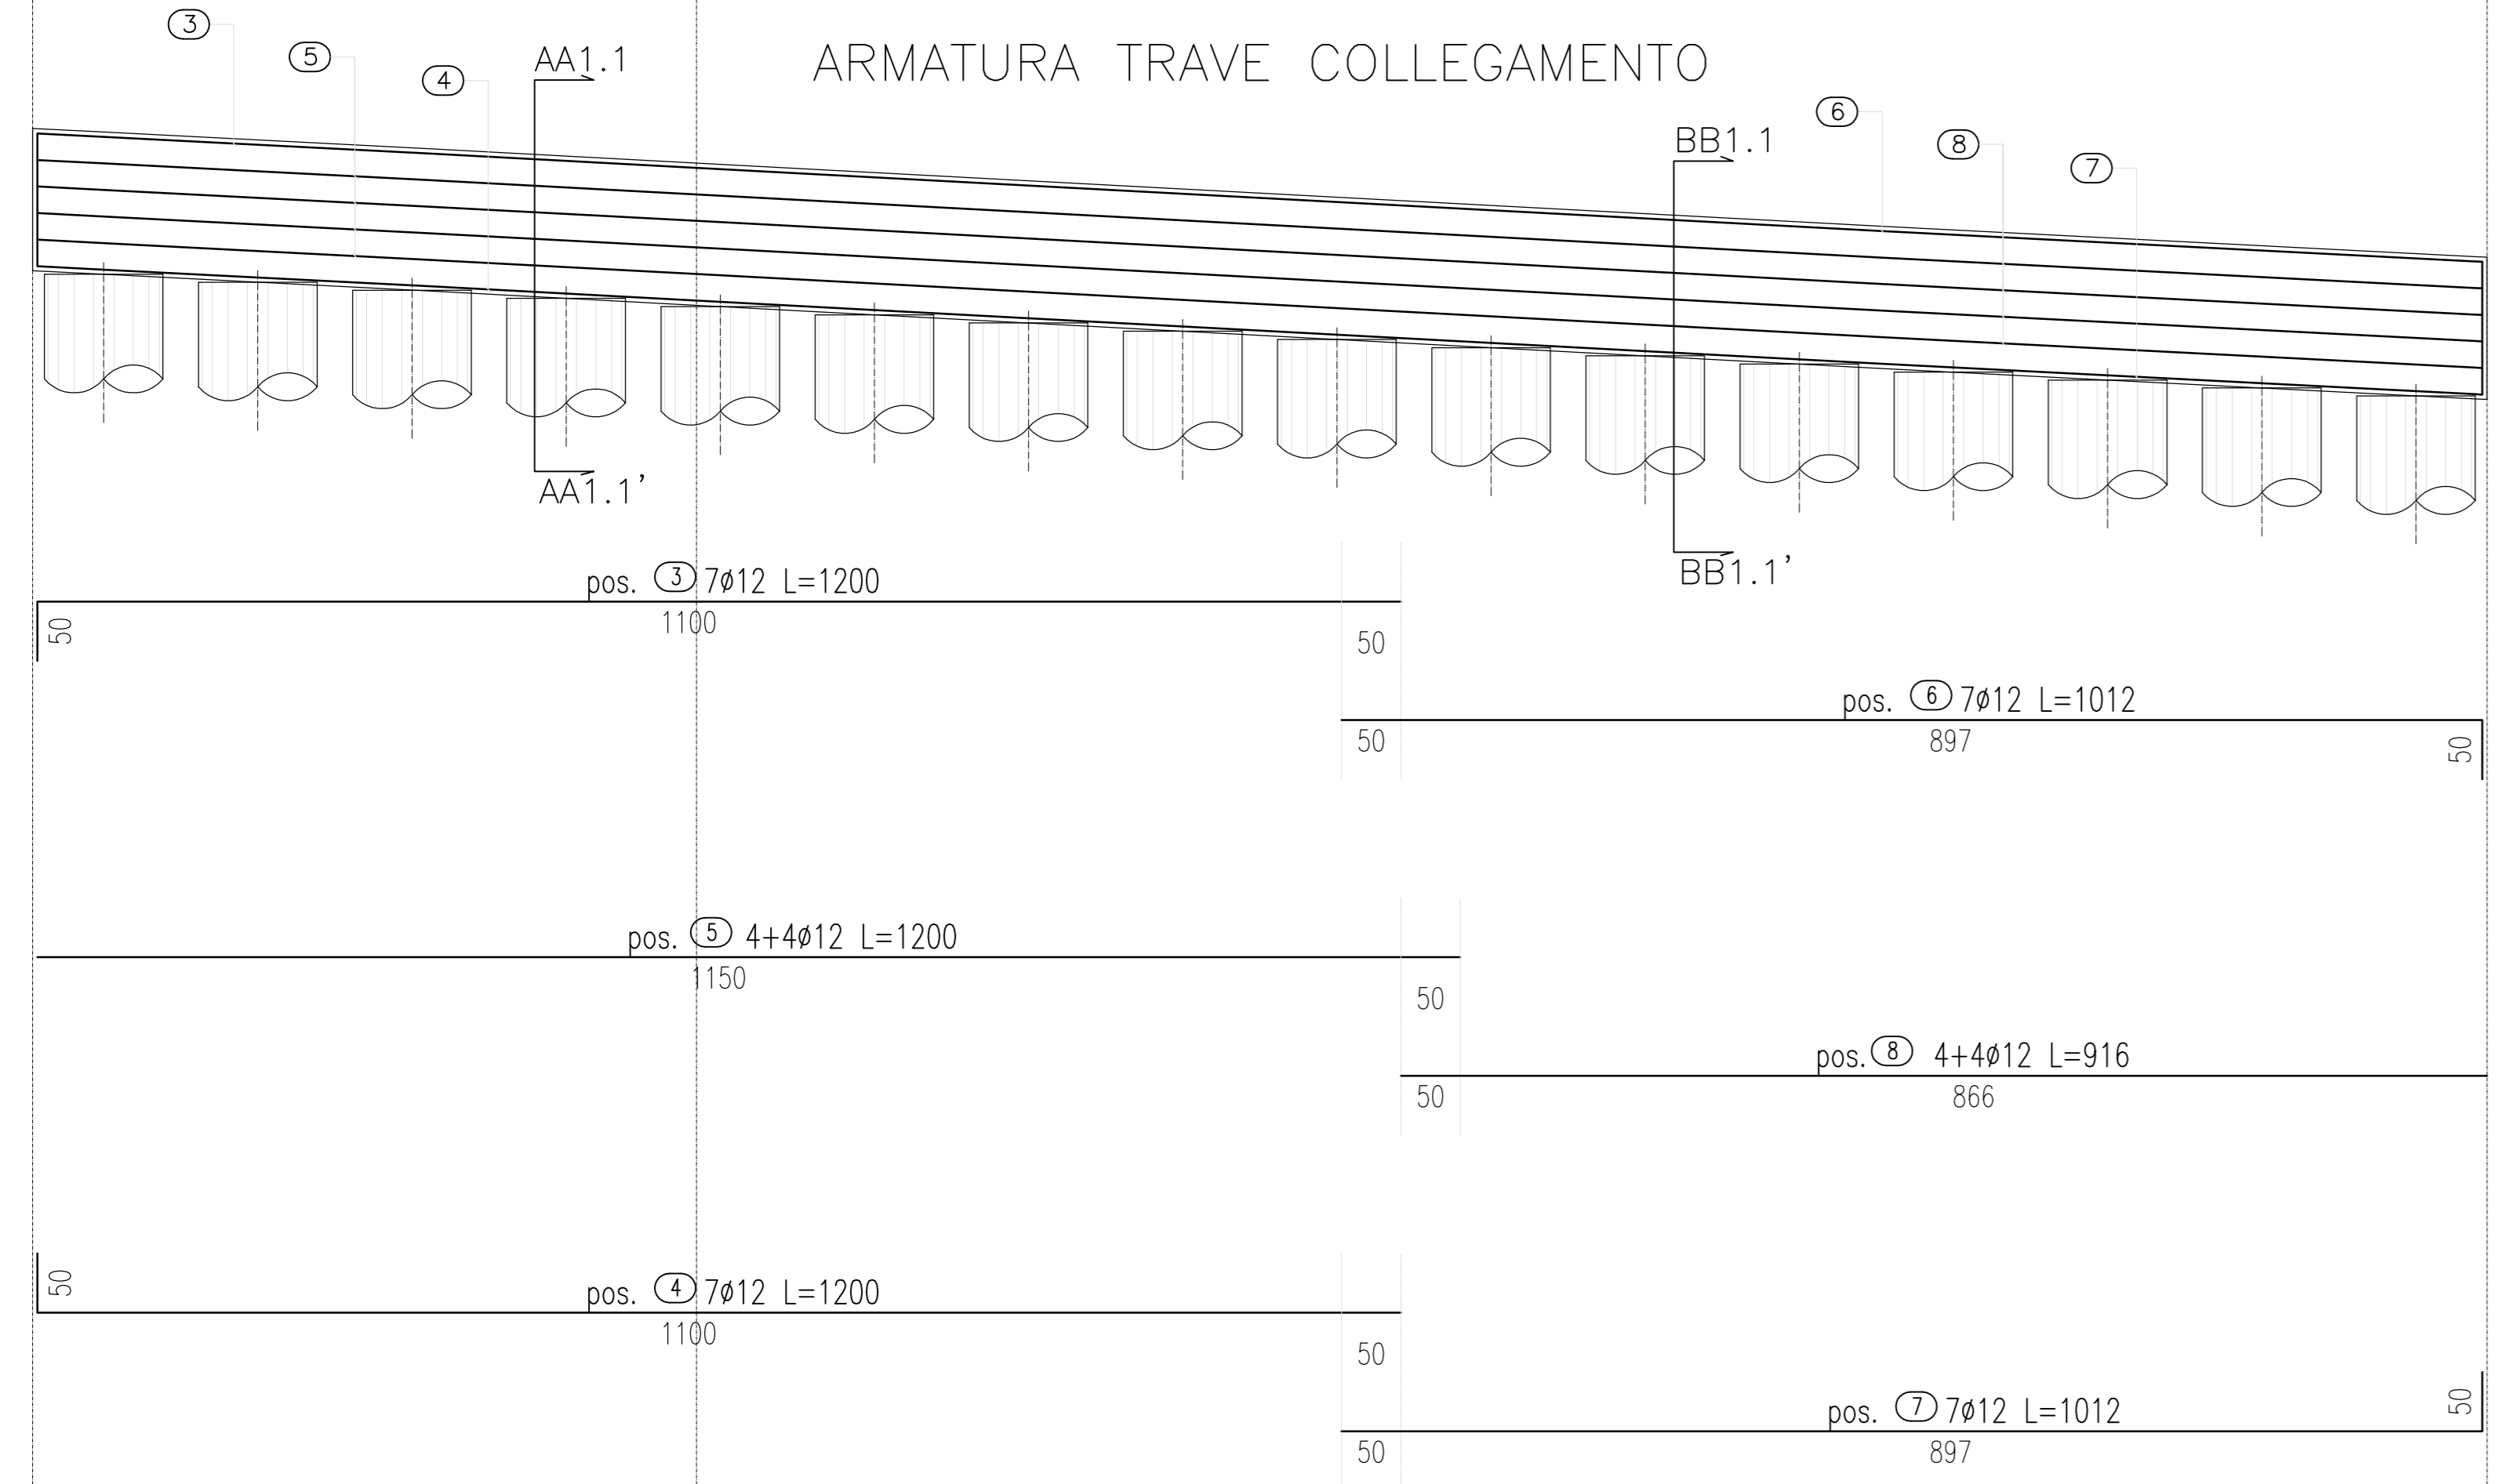 3
5
4
AA1.1
ARMATURA TRAVE COLLEGAMENTO
6
8
7
BB1.1
AA1.1'
BB1.1'
pos. 3 7ø12 L=1200
1100
50
50
pos. 6 7ø12 L=1012
50
897
50
pos. 5 4+4ø12 L=1200
1150
50
pos. 8 4+4ø12 L=916
50
866
50
pos. 4 7ø12 L=1200
1100
50
pos. 7 7ø12 L=1012
50
897
50